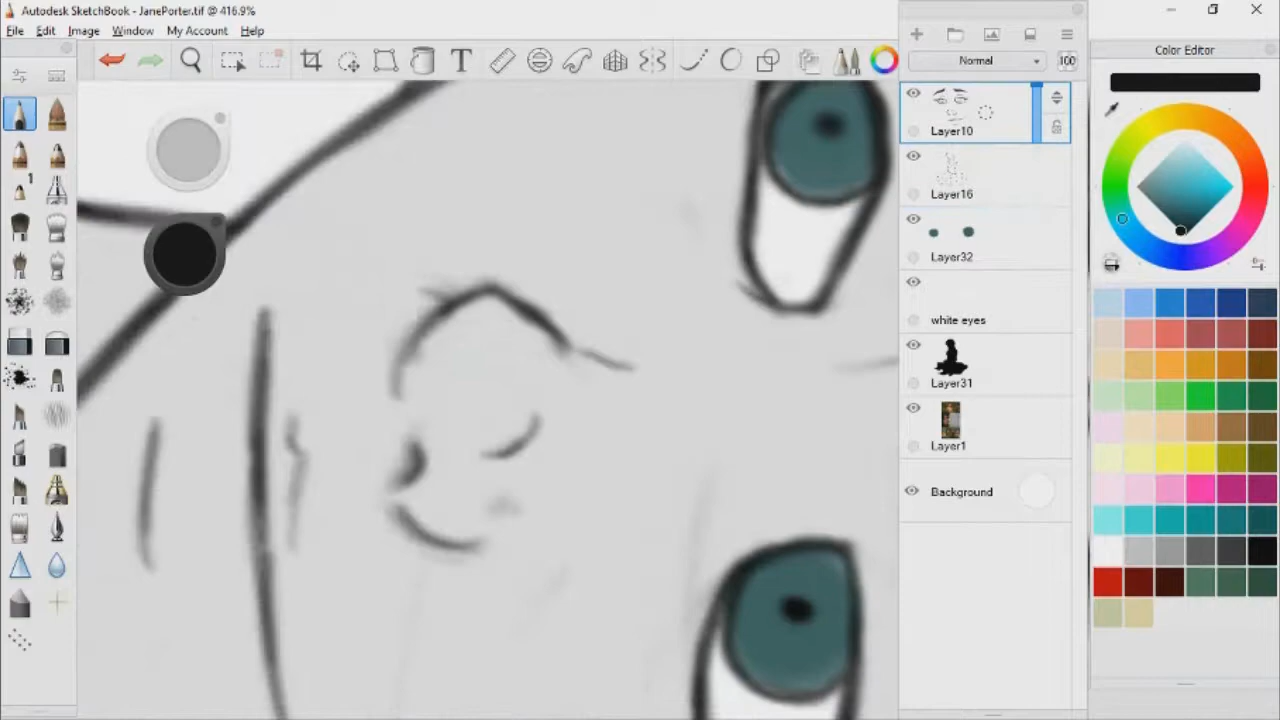 Autodesk SketchBook - JanePorter.tif @ 416.9%
File Edit Image Window My Account Help
T
Normal 100
Color Editor
1
Layer10
Layer16
Layer32
white eyes
Layer31
Layer1
Background